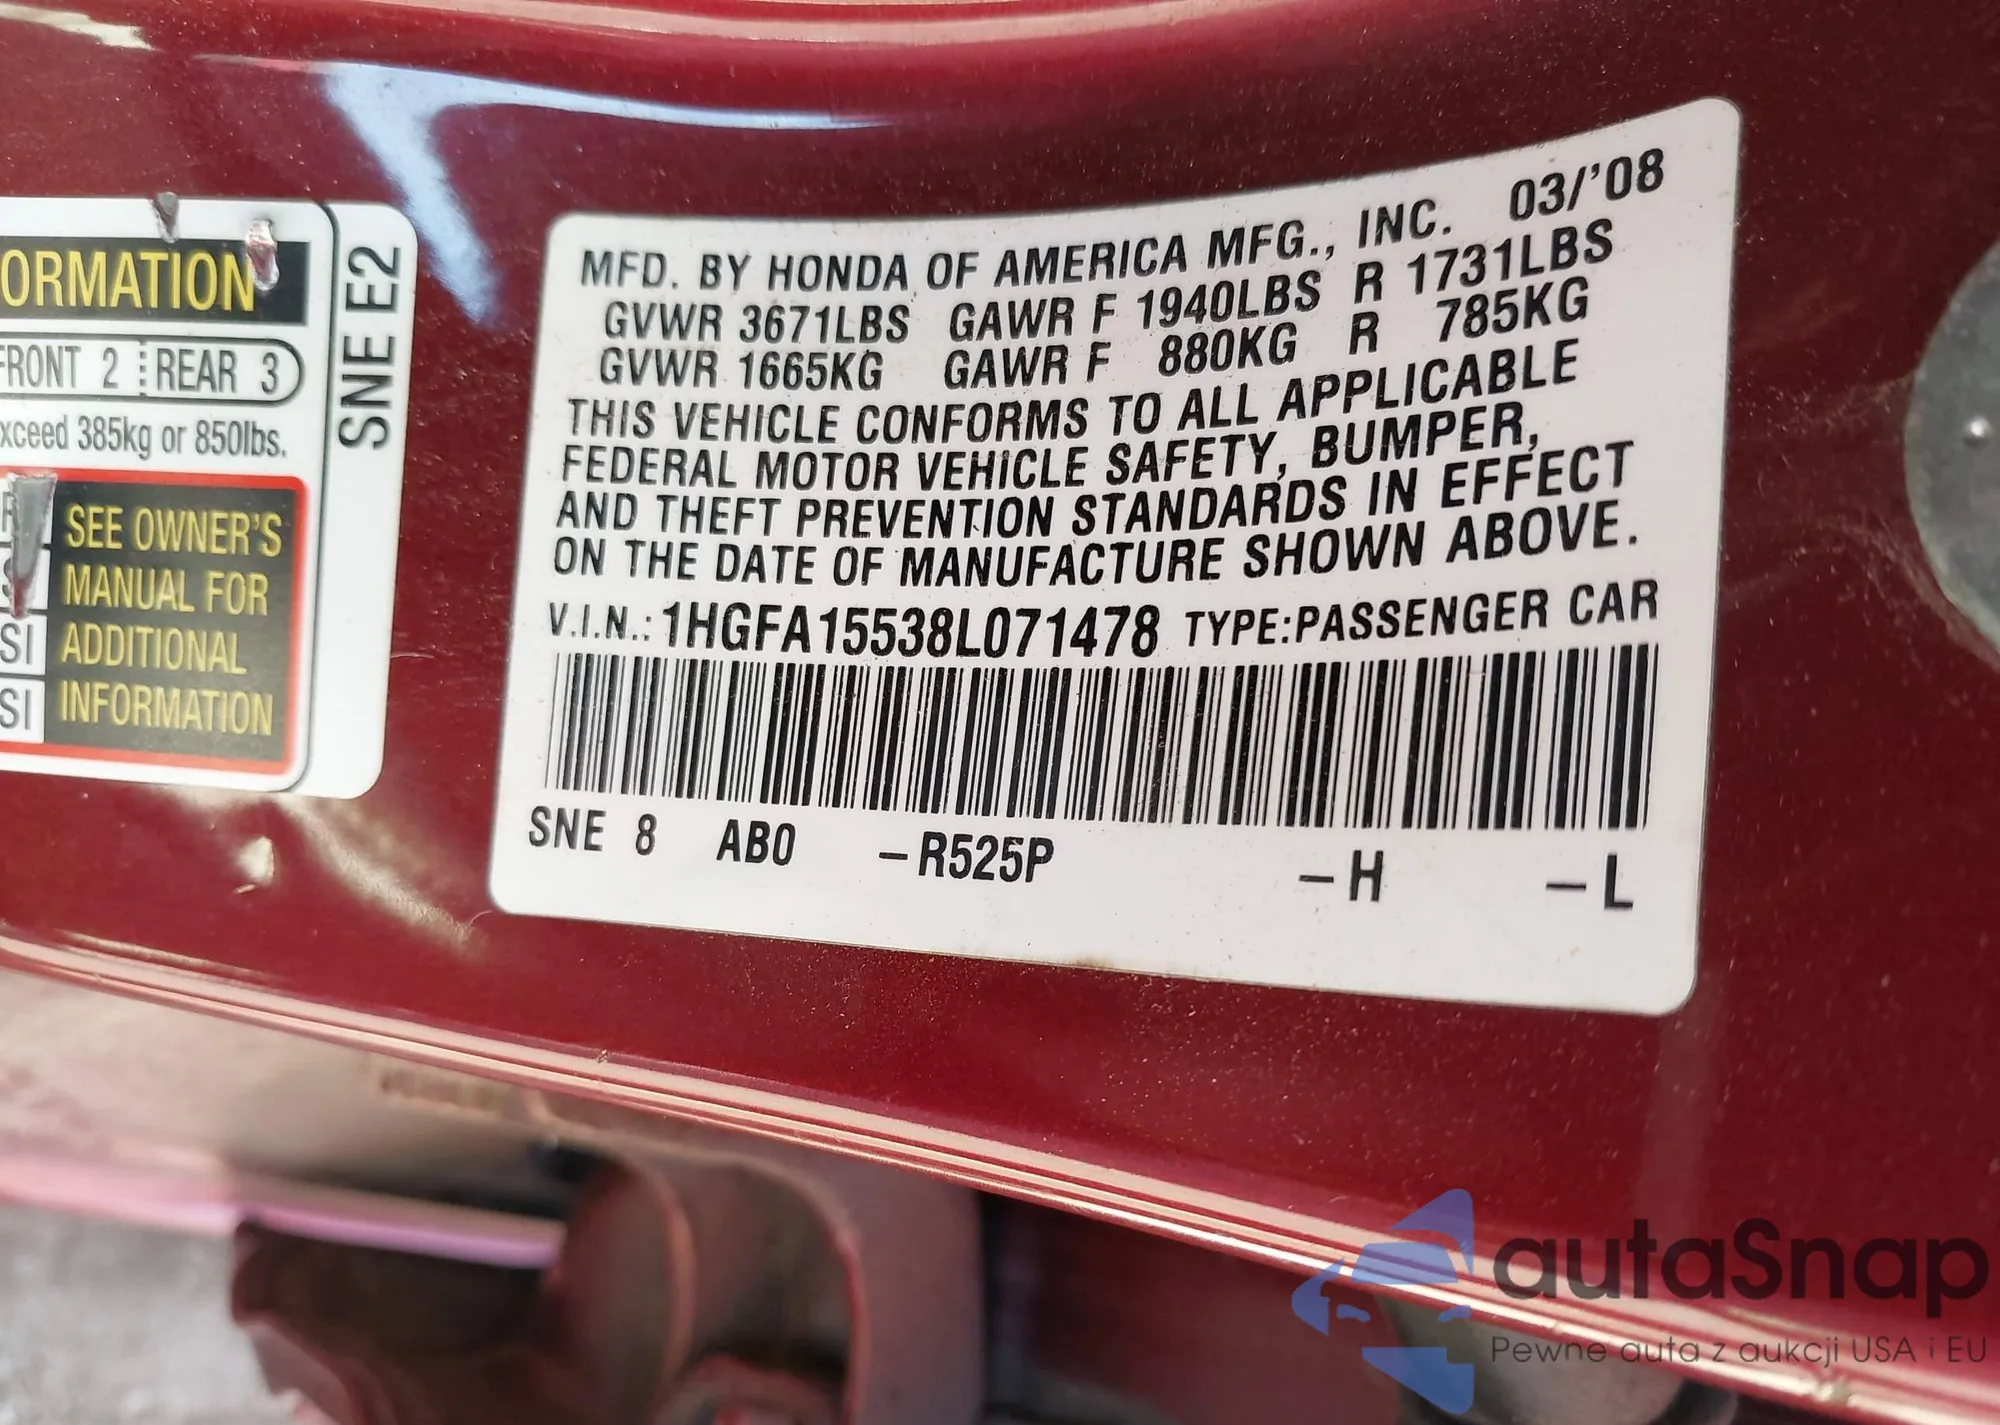 ORMATION
FRONT 2 REAR 3
xceed 385kg or 850lbs.
SEE OWNER'S
MANUAL FOR
SI ADDITIONAL
SI INFORMATION
SNE E2
MFD. BY HONDA OF AMERICA MFG., INC. 03/'08
GVWR 3671LBS GAWR F 1940LBS R 1731LBS
GVWR 1665KG GAWR F 880KG R 785KG
THIS VEHICLE CONFORMS TO ALL APPLICABLE
FEDERAL MOTOR VEHICLE SAFETY, BUMPER,
AND THEFT PREVENTION STANDARDS IN EFFECT
ON THE DATE OF MANUFACTURE SHOWN ABOVE.
V.I.N.: 1HGFA15538L071478 TYPE:PASSENGER CAR
SNE 8 AB0 –R525P –H –L
autaSnap
Pewne auta z aukcji USA i EU